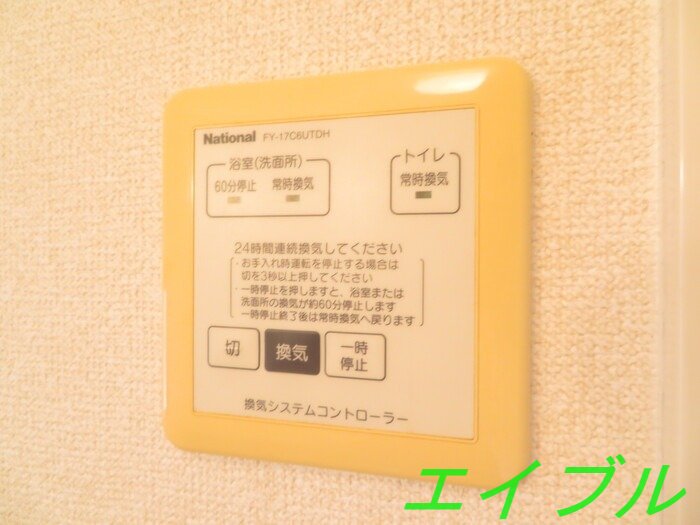 National FY-17C6UTDH
浴室(洗面所)
トイレ
60分停止 常時換気
常時換気
24時間連続換気してください
・お手入れ時運転を停止する場合は
切を3秒以上押してください
・一時停止を押しますと、浴室または
洗面所の換気が約60分停止します
一時停止終了後は常時換気へ戻ります
切
換気
一時
停止
換気システムコントローラー
エイブル